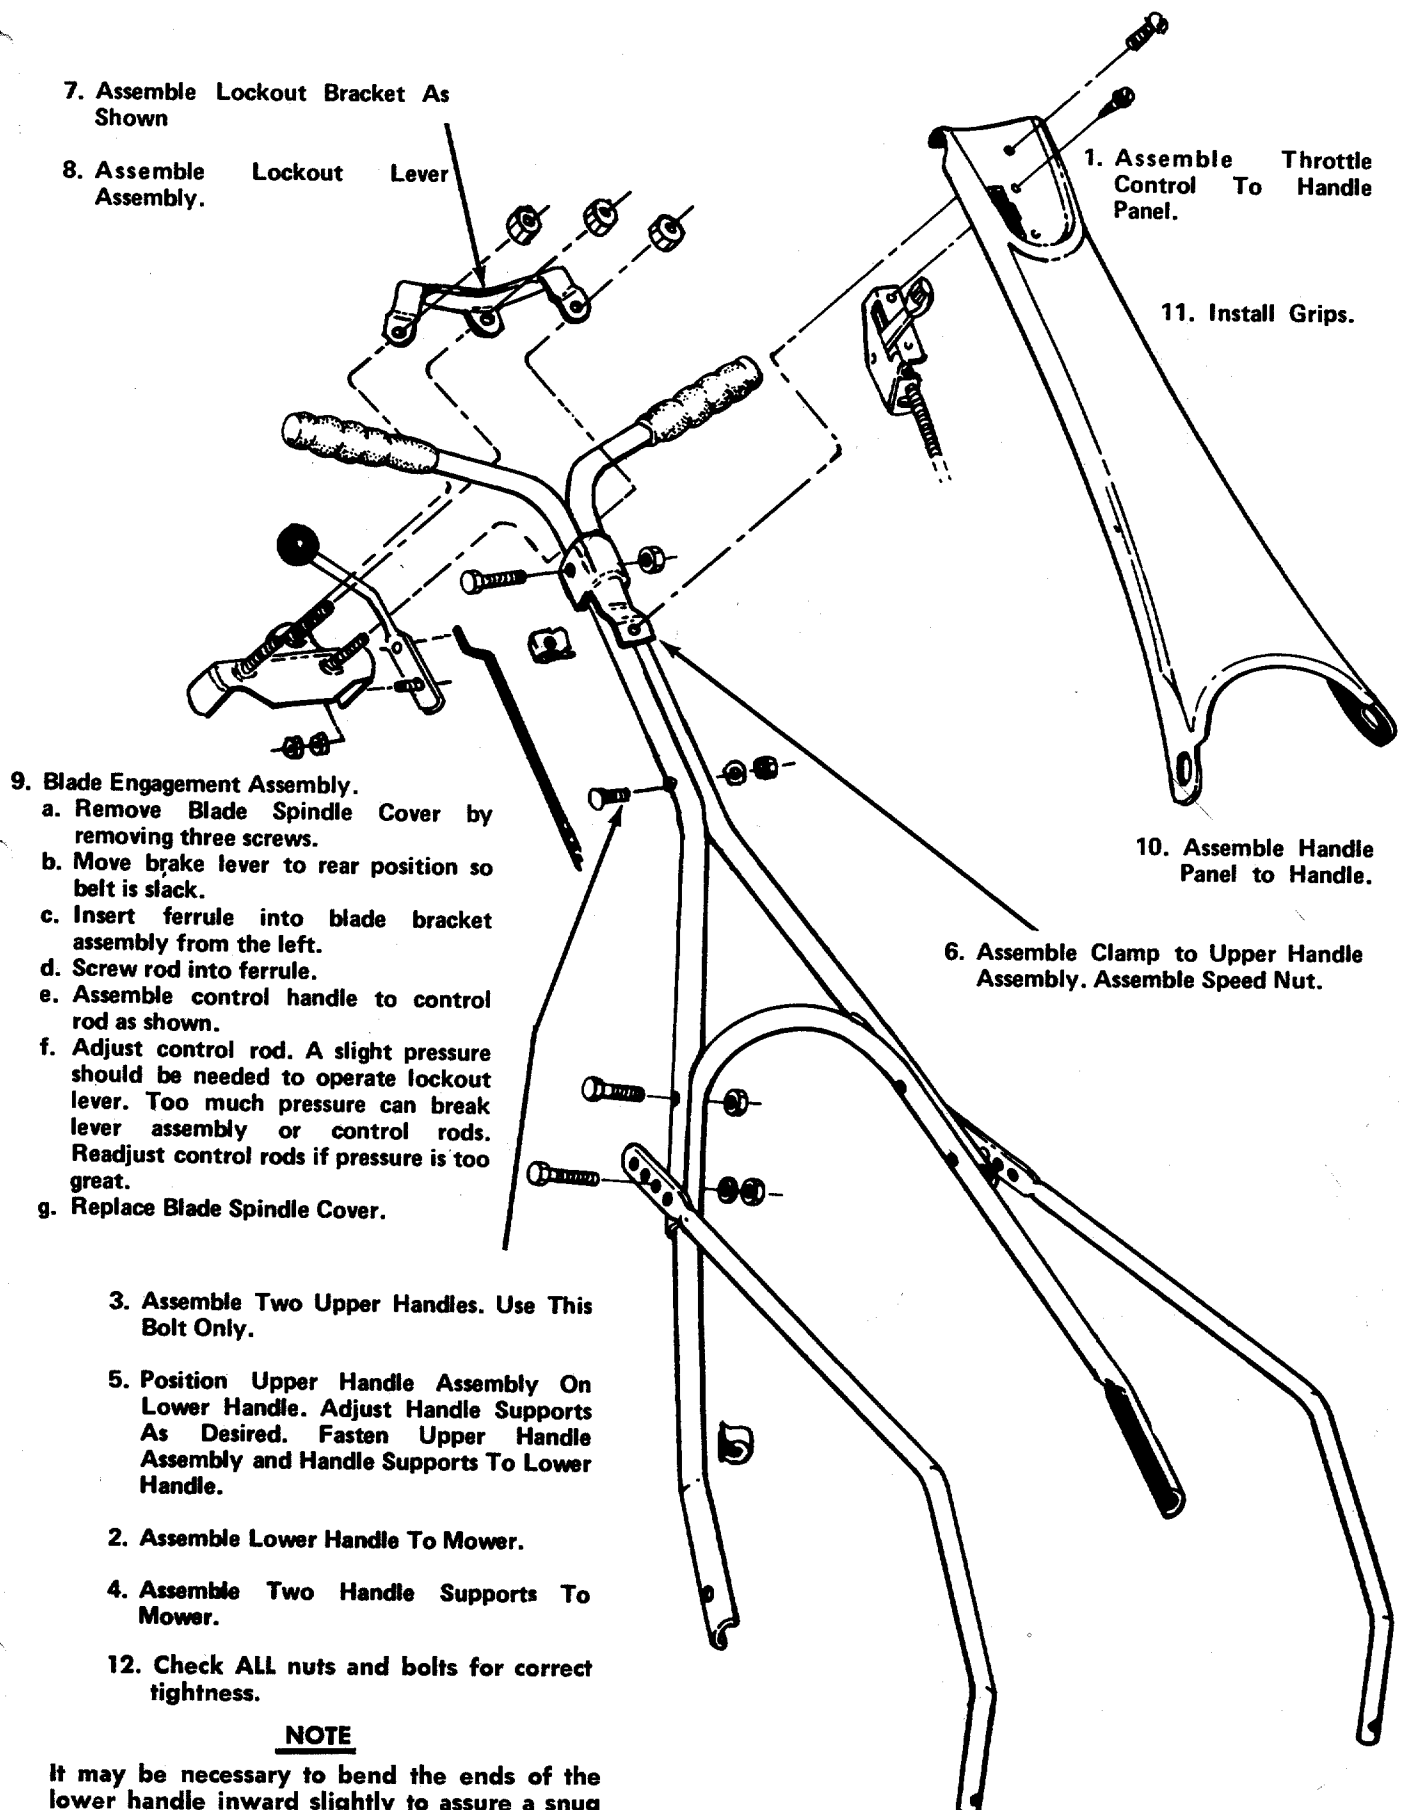 7. Assemble Lockout Bracket As
Shown
8. Assemble Lockout Lever
Assembly.
1. Assemble Throttle
Control To Handle
Panel.
11. Install Grips.
9. Blade Engagement Assembly.
a. Remove Blade Spindle Cover by
removing three screws.
b. Move brake lever to rear position so
belt is slack.
c. Insert ferrule into blade bracket
assembly from the left.
d. Screw rod into ferrule.
e. Assemble control handle to control
rod as shown.
f. Adjust control rod. A slight pressure
should be needed to operate lockout
lever. Too much pressure can break
lever assembly or control rods.
Readjust control rods if pressure is too
great.
g. Replace Blade Spindle Cover.
10. Assemble Handle
Panel to Handle.
6. Assemble Clamp to Upper Handle
Assembly. Assemble Speed Nut.
3. Assemble Two Upper Handles. Use This
Bolt Only.
5. Position Upper Handle Assembly On
Lower Handle. Adjust Handle Supports
As Desired. Fasten Upper Handle
Assembly and Handle Supports To Lower
Handle.
2. Assemble Lower Handle To Mower.
4. Assemble Two Handle Supports To
Mower.
12. Check ALL nuts and bolts for correct
tightness.
NOTE
It may be necessary to bend the ends of the
lower handle inward slightly to assure a snug